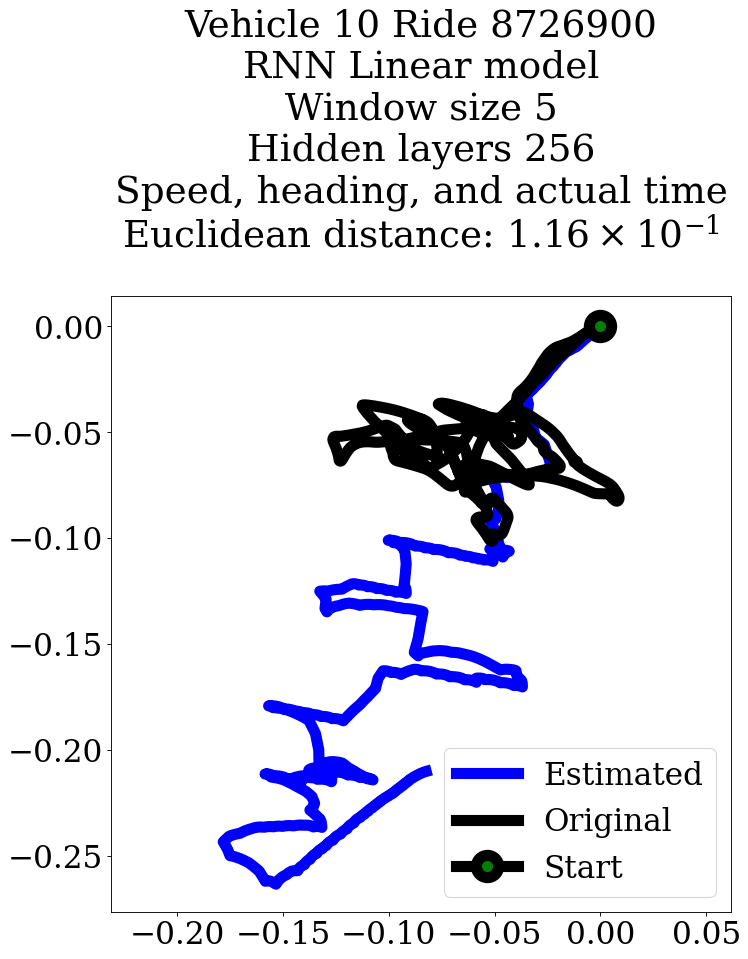 Vehicle 10 Ride 8726900
RNN Linear model
Window size 5
Hidden layers 256
Speed, heading, and actual time
Euclidean distance: 1.16 × 10⁻¹
0.00
−0.05
−0.10
−0.15
−0.20
−0.25
Estimated
Original
Start
−0.20 −0.15 −0.10 −0.05 0.00 0.05